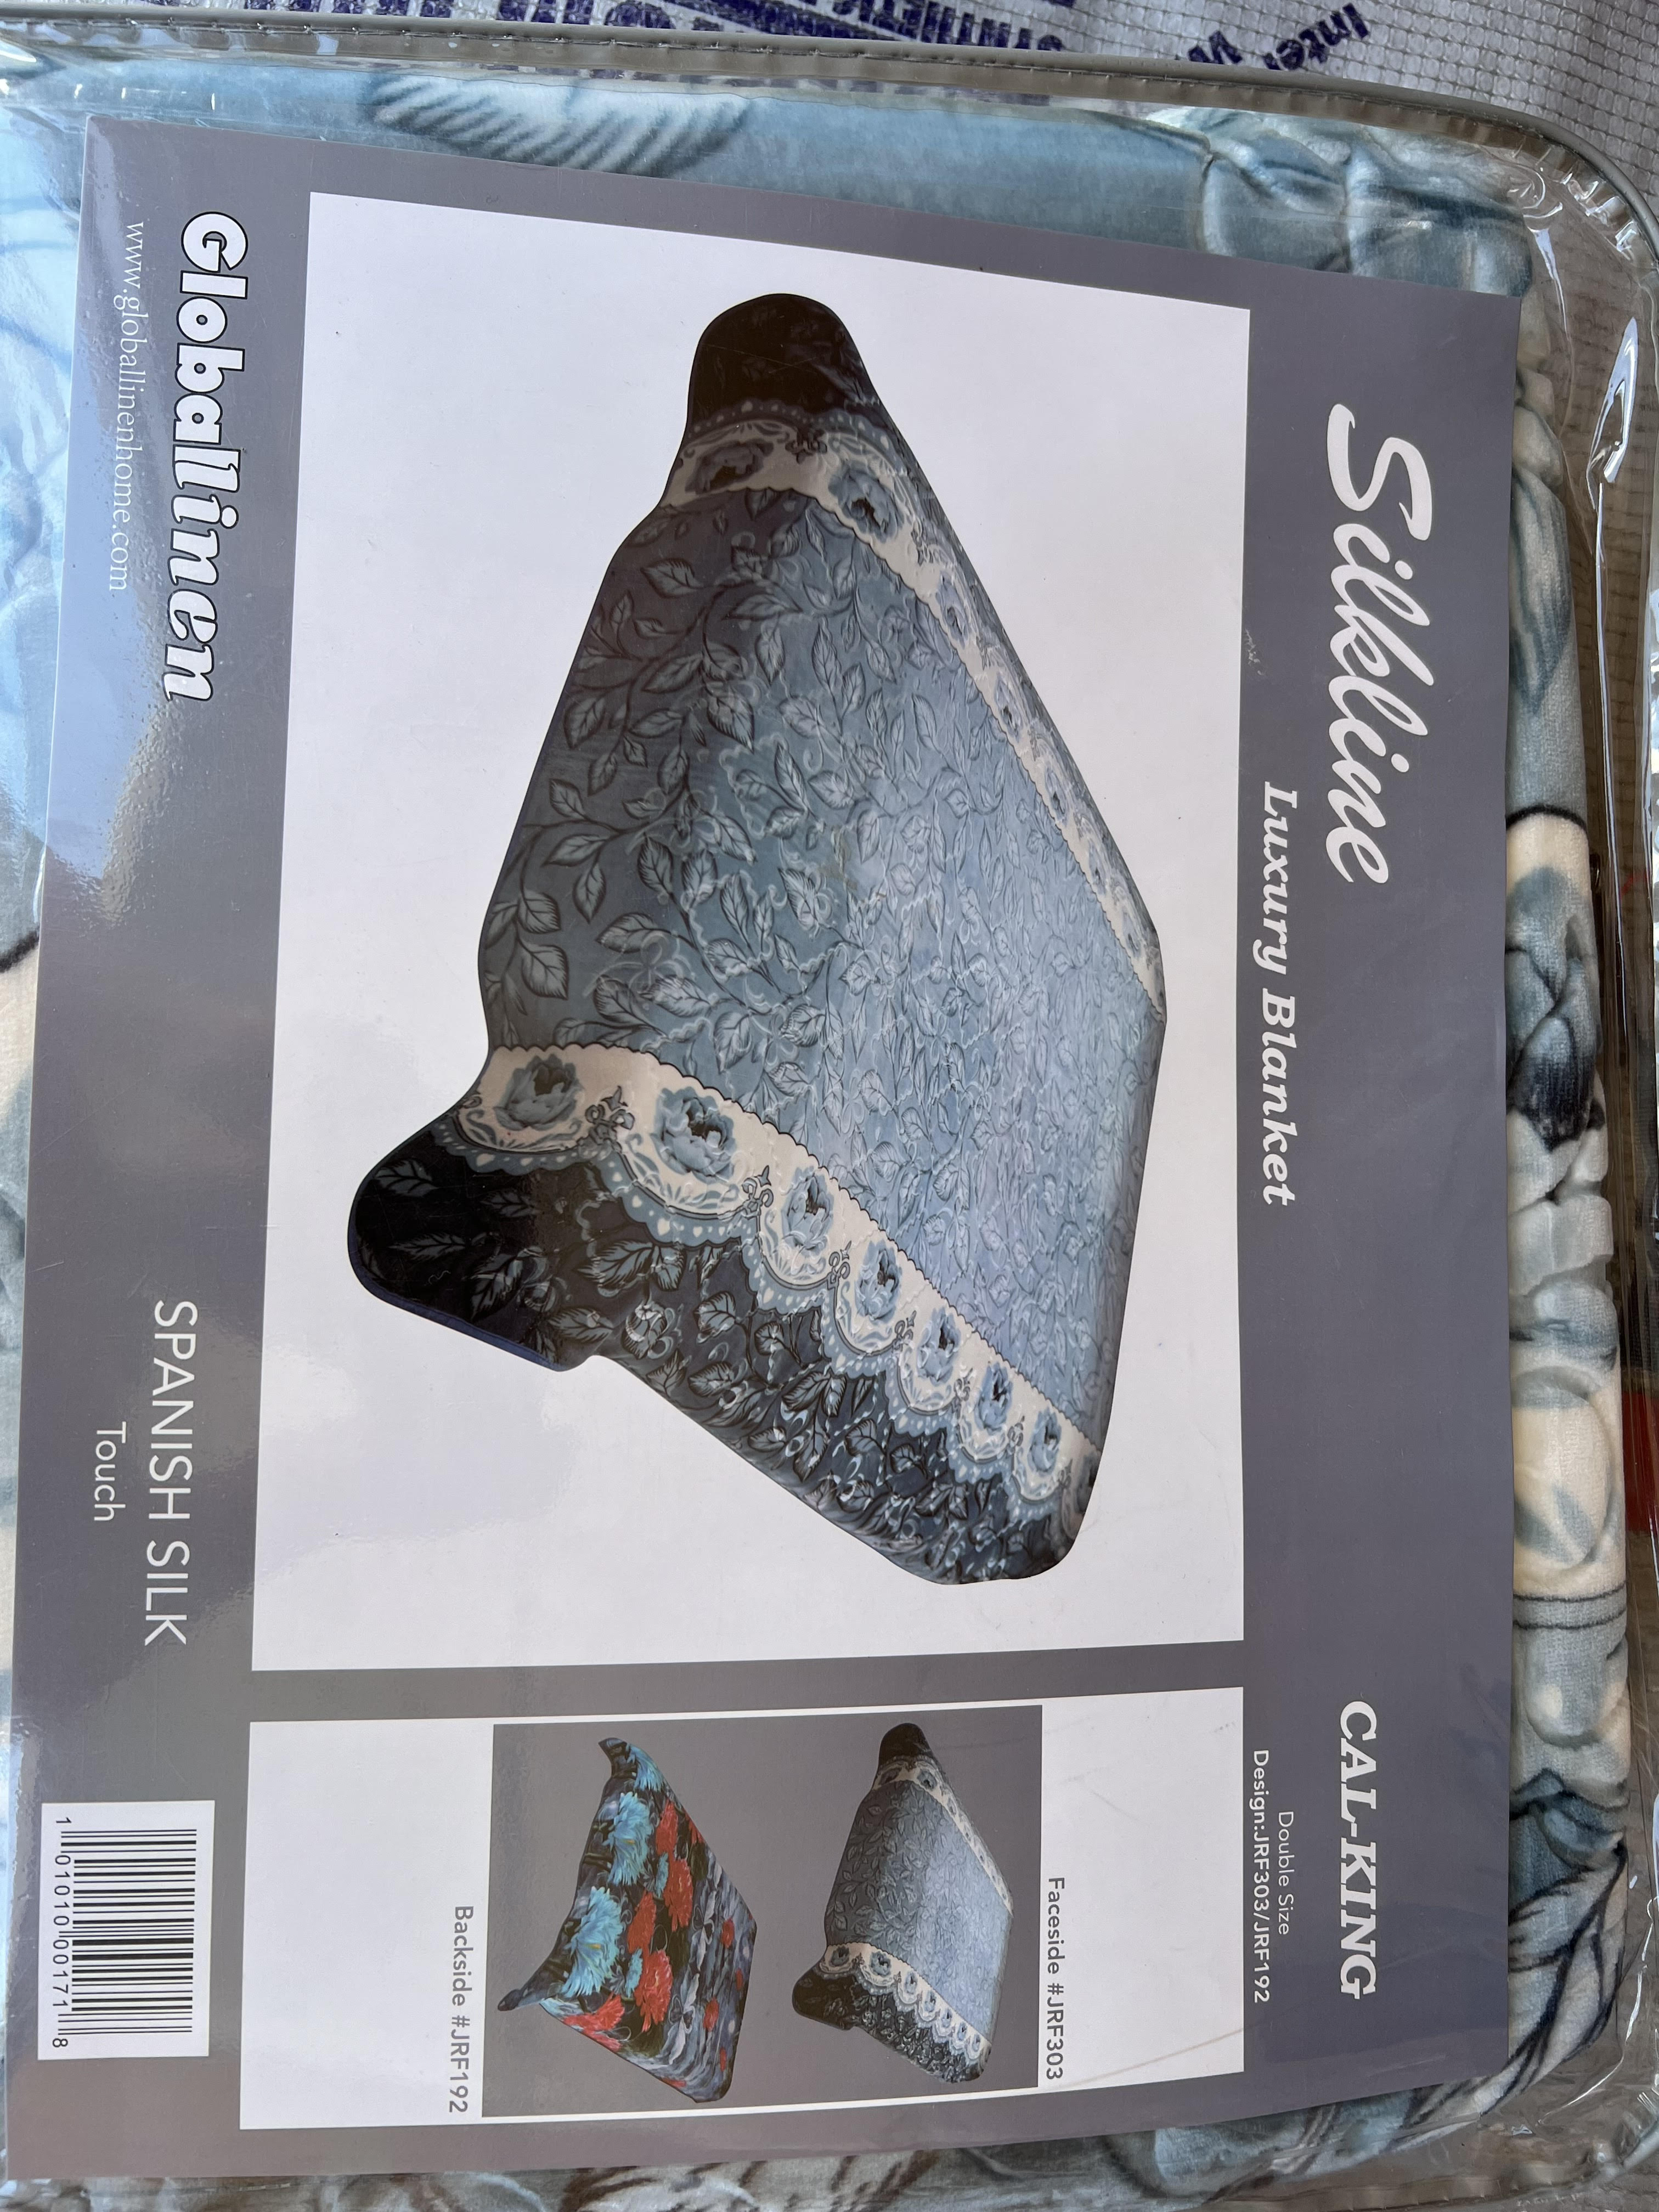 Silkline
Luxury Blanket
CAL-KING
Double Size
Design:JRF303/JRF192
Faceside #JRF303
Backside #JRF192
Globallinen
www.globallinenhome.com
SPANISH SILK
Touch
1 01010 00171 8